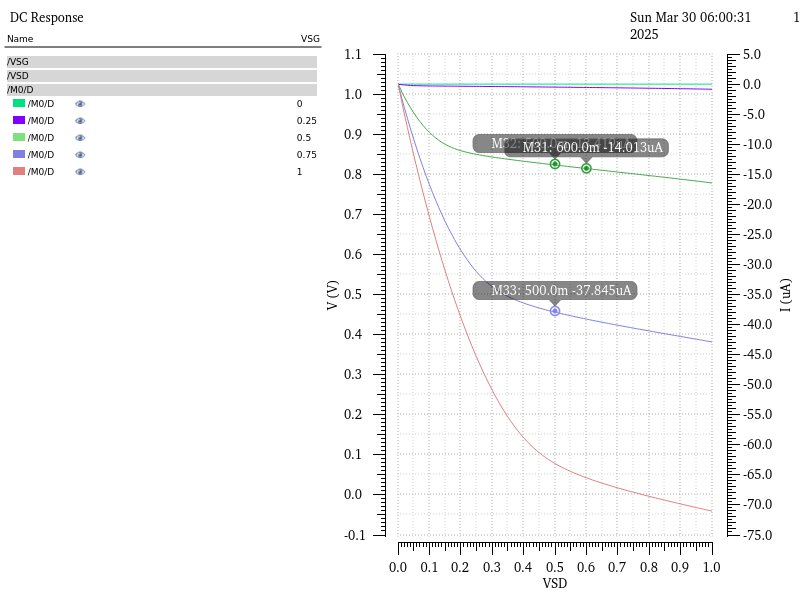 DC Response
Sun Mar 30 06:00:31 1
2025
Name VSG
/VSG
/VSD
/M0/D
/M0/D 0
/M0/D 0.25
/M0/D 0.5
/M0/D 0.75
/M0/D 1
1.1
1.0
0.9
0.8
0.7
0.6
0.5
0.4
0.3
0.2
0.1
0.0
-0.1
V (V)
M31: 600.0m -14.013uA
M33: 500.0m -37.845uA
5.0
0.0
-5.0
-10.0
-15.0
-20.0
-25.0
-30.0
-35.0
-40.0
-45.0
-50.0
-55.0
-60.0
-65.0
-70.0
-75.0
I (uA)
0.0 0.1 0.2 0.3 0.4 0.5 0.6 0.7 0.8 0.9 1.0
VSD